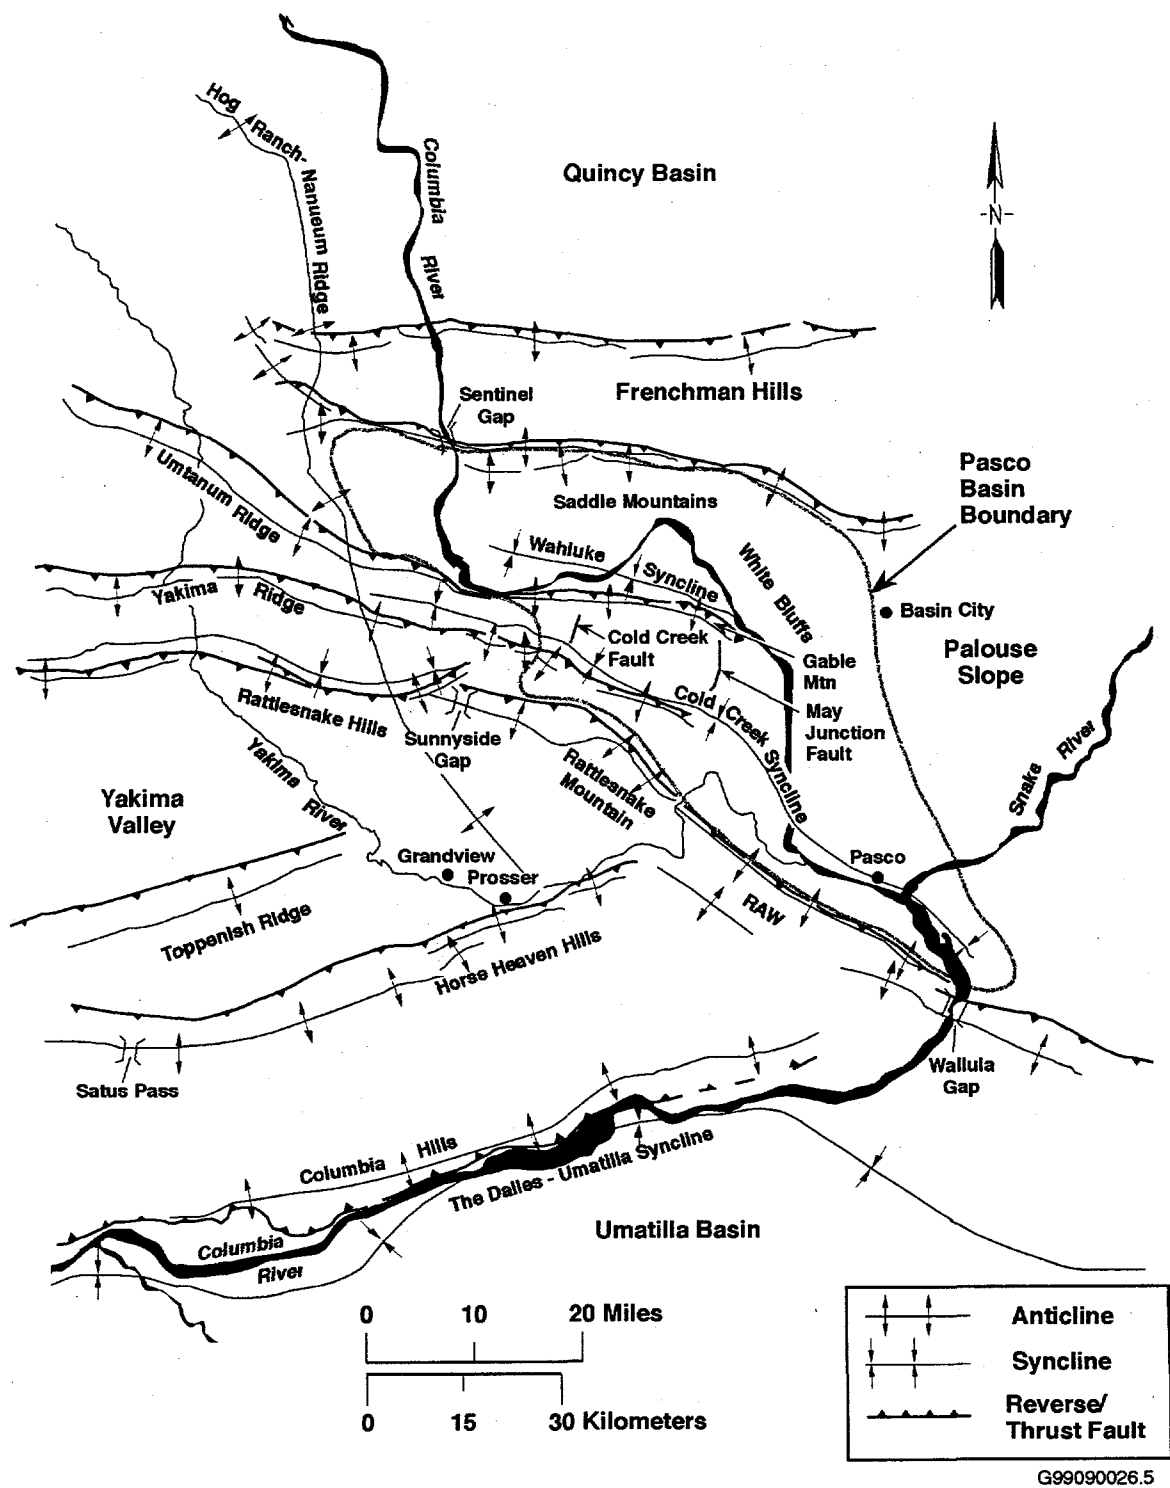 Hog
Ranch-
Nanueum Ridge
Columbia
River
Quincy Basin
-N-
Sentinel
Gap
Frenchman Hills
Umtanum Ridge
Saddle Mountains
Pasco
Basin
Boundary
Wahluke
Syncline
White Bluffs
Yakima
Ridge
Cold Creek
Fault
Basin City
Palouse
Slope
Gable
Mtn
Rattlesnake Hills
Cold Creek Syncline
May
Junction
Fault
Sunnyside
Gap
Yakima
River
Rattlesnake
Mountain
Snake River
Yakima
Valley
Grandview
Prosser
Pasco
RAW
Toppenish Ridge
Horse Heaven Hills
Satus Pass
Wallula
Gap
Columbia Hills
The Dalles - Umatilla Syncline
Umatilla Basin
Columbia
River
0 10 20 Miles
0 15 30 Kilometers
Anticline
Syncline
Reverse/
Thrust Fault
G99090026.5